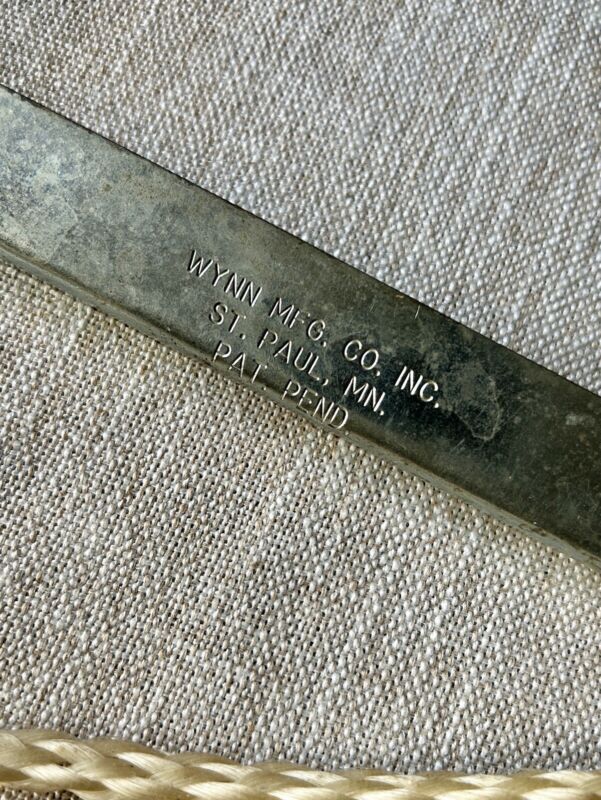 WYNN MFG. CO. INC.
ST. PAUL, MN.
PAT PEND